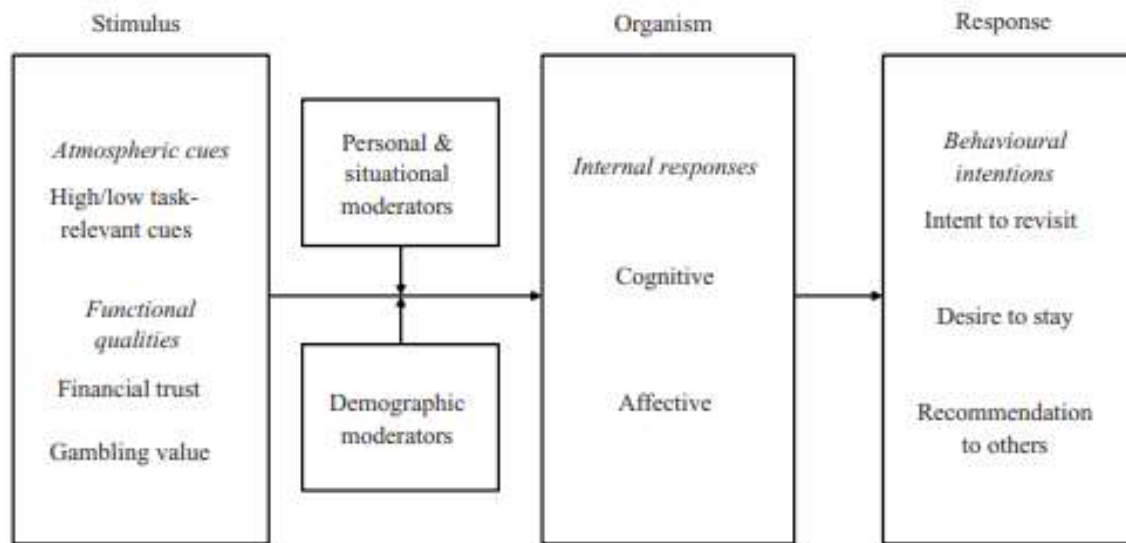 Stimulus
Organism
Response
Atmospheric cues
High/low task-
relevant cues
Functional
qualities
Financial trust
Gambling value
Personal &
situational
moderators
Demographic
moderators
Internal responses
Cognitive
Affective
Behavioural
intentions
Intent to revisit
Desire to stay
Recommendation
to others